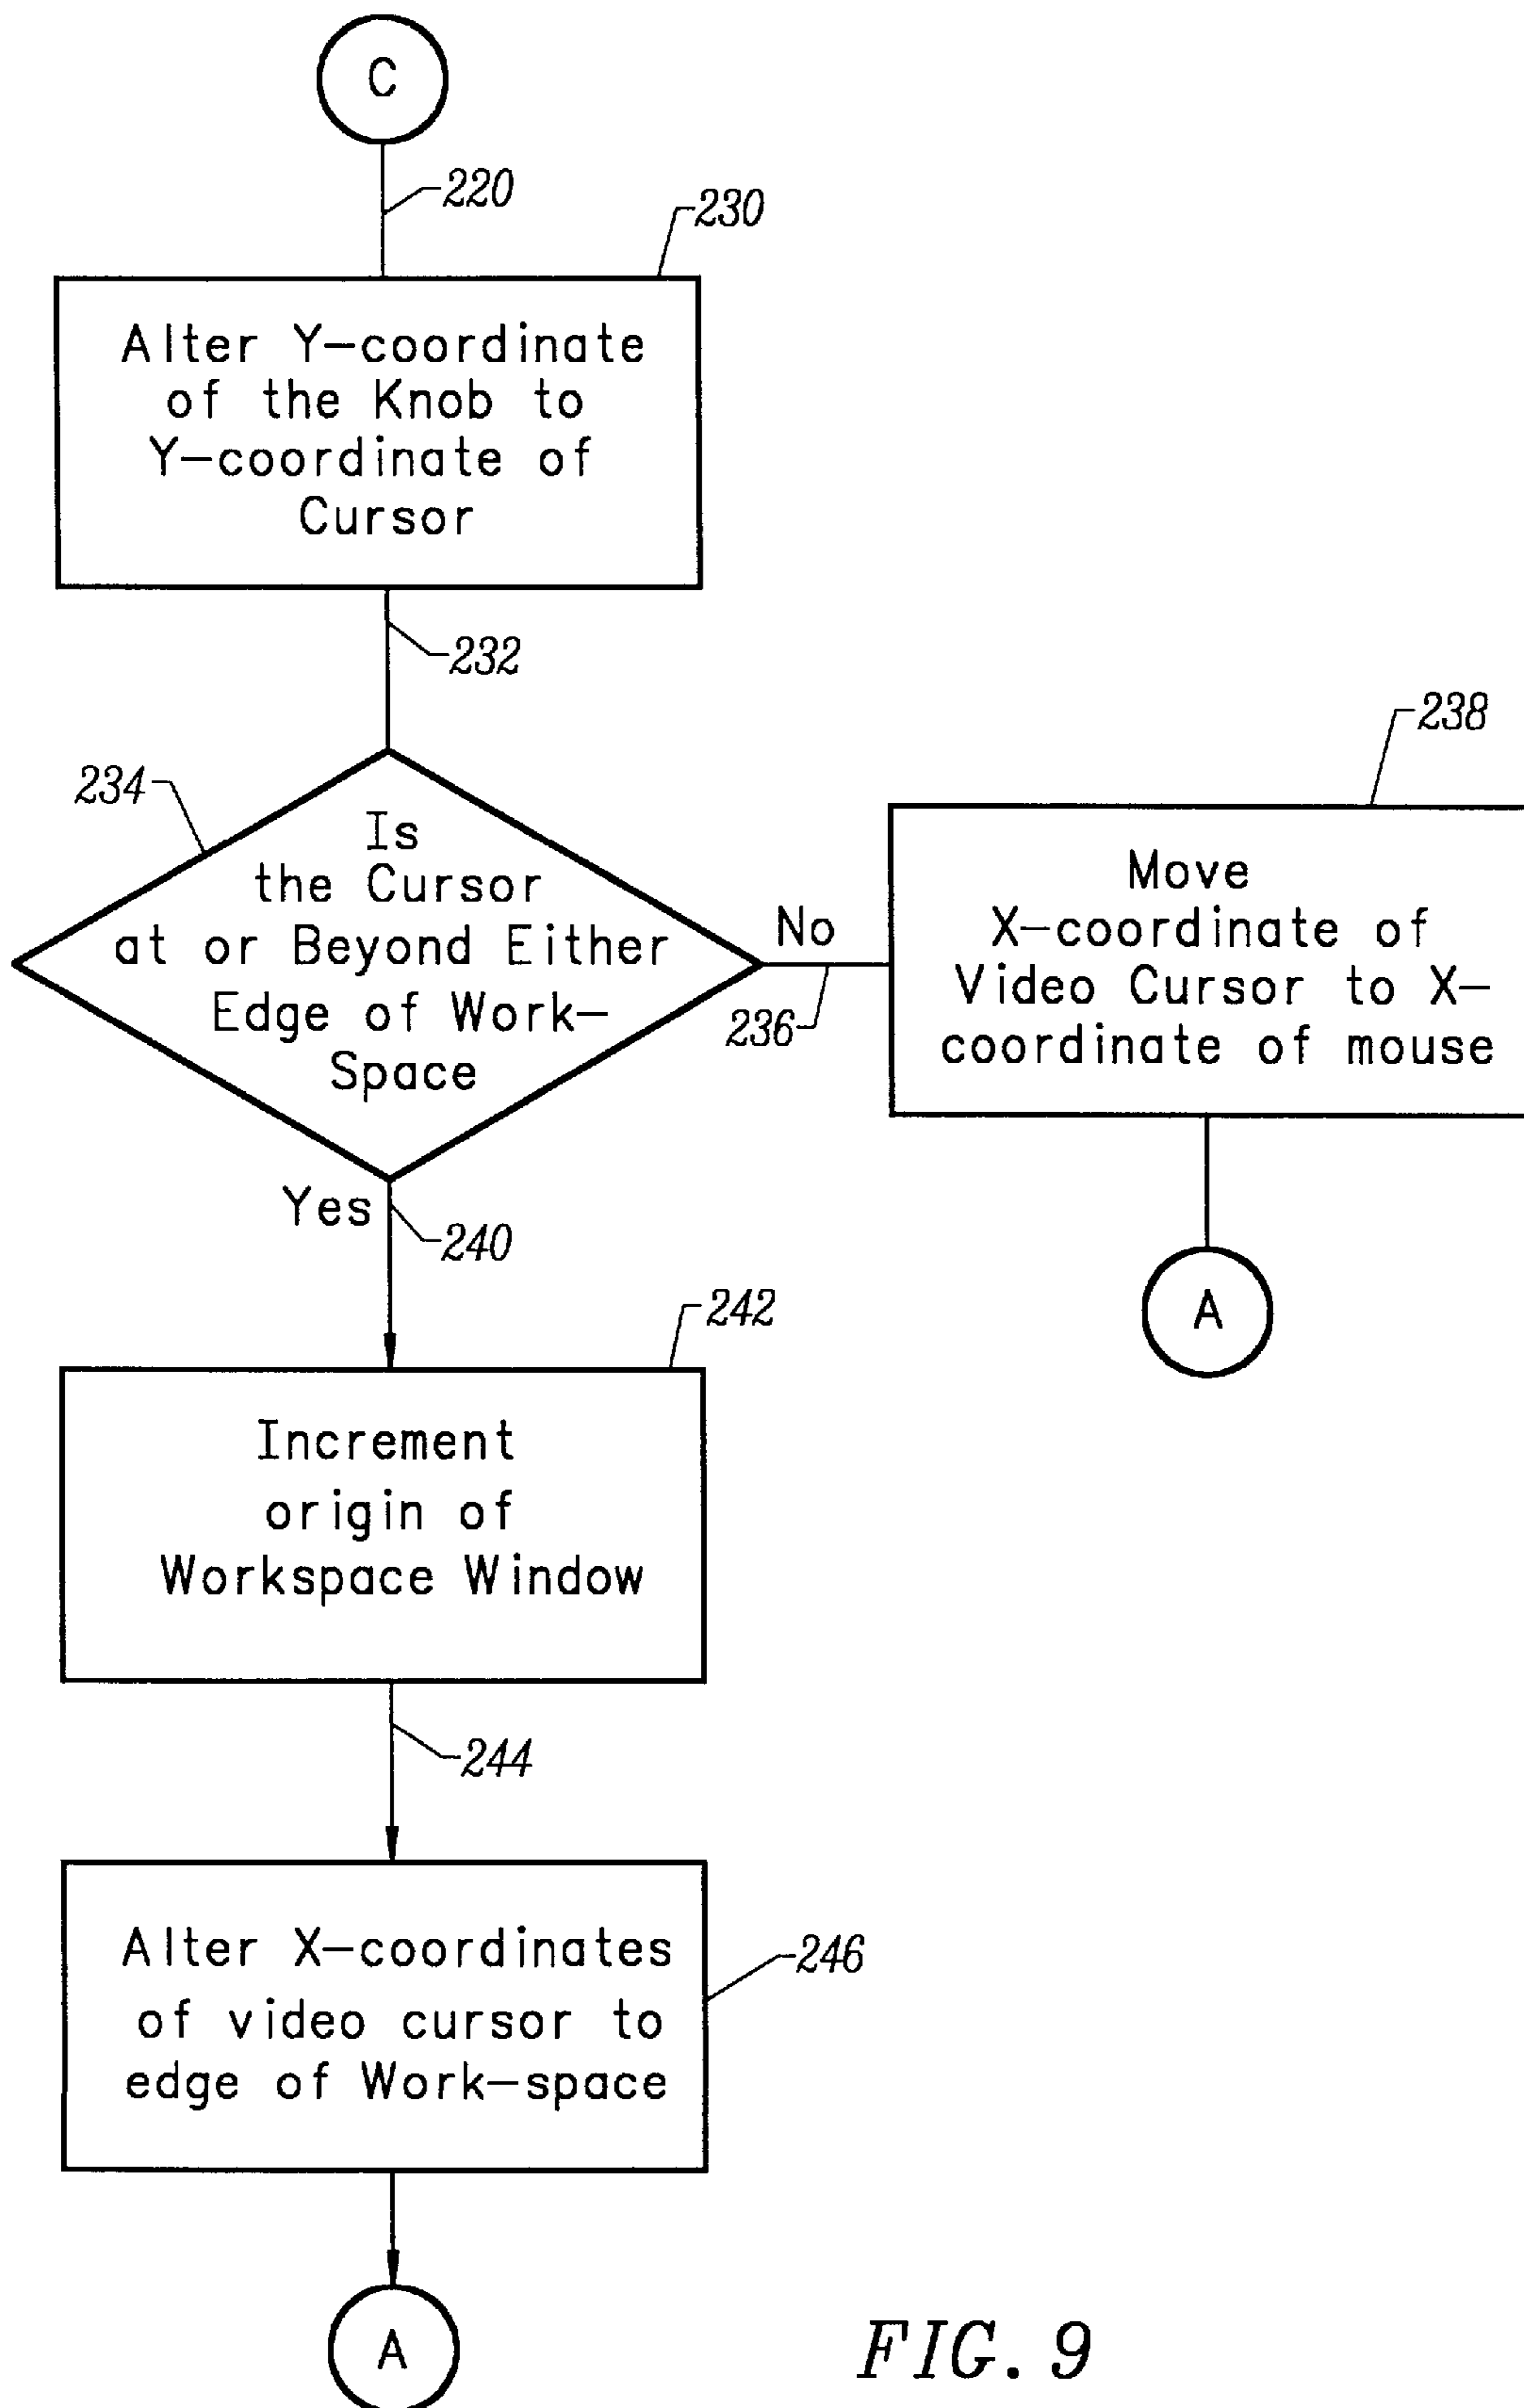 C
220
230
Alter Y-coordinate
of the Knob to
Y-coordinate of
Cursor
232
234
Is
the Cursor
at or Beyond Either
Edge of Work-
Space
No
236
238
Move
X-coordinate of
Video Cursor to X-
coordinate of mouse
A
Yes
240
242
Increment
origin of
Workspace Window
244
246
Alter X-coordinates
of video cursor to
edge of Work-space
A
FIG. 9